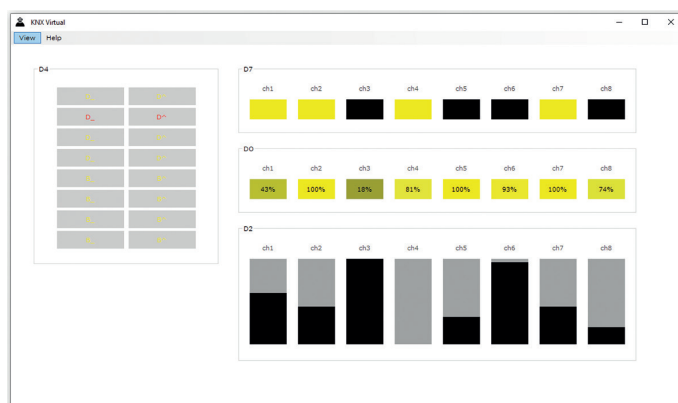 KNX Virtual
View Help
D4
D_ D^
D7
ch1 ch2 ch3 ch4 ch5 ch6 ch7 ch8
D0
ch1 ch2 ch3 ch4 ch5 ch6 ch7 ch8
43% 100% 18% 81% 100% 93% 100% 74%
D2
ch1 ch2 ch3 ch4 ch5 ch6 ch7 ch8